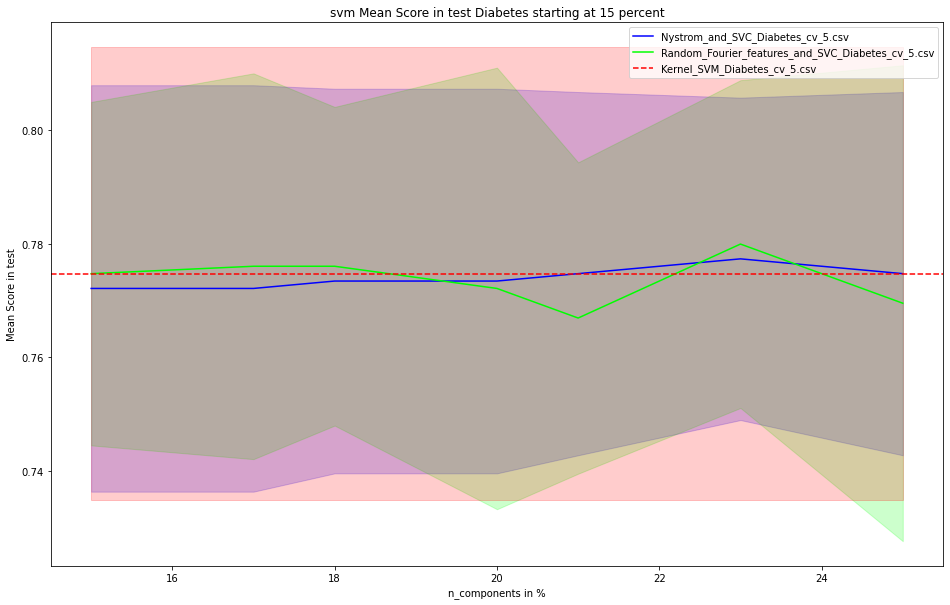 svm Mean Score in test Diabetes starting at 15 percent
Nystrom_and_SVC_Diabetes_cv_5.csv
Random_Fourier_features_and_SVC_Diabetes_cv_5.csv
Kernel_SVM_Diabetes_cv_5.csv
Mean Score in test
0.80
0.78
0.76
0.74
16 18 20 22 24
n_components in %